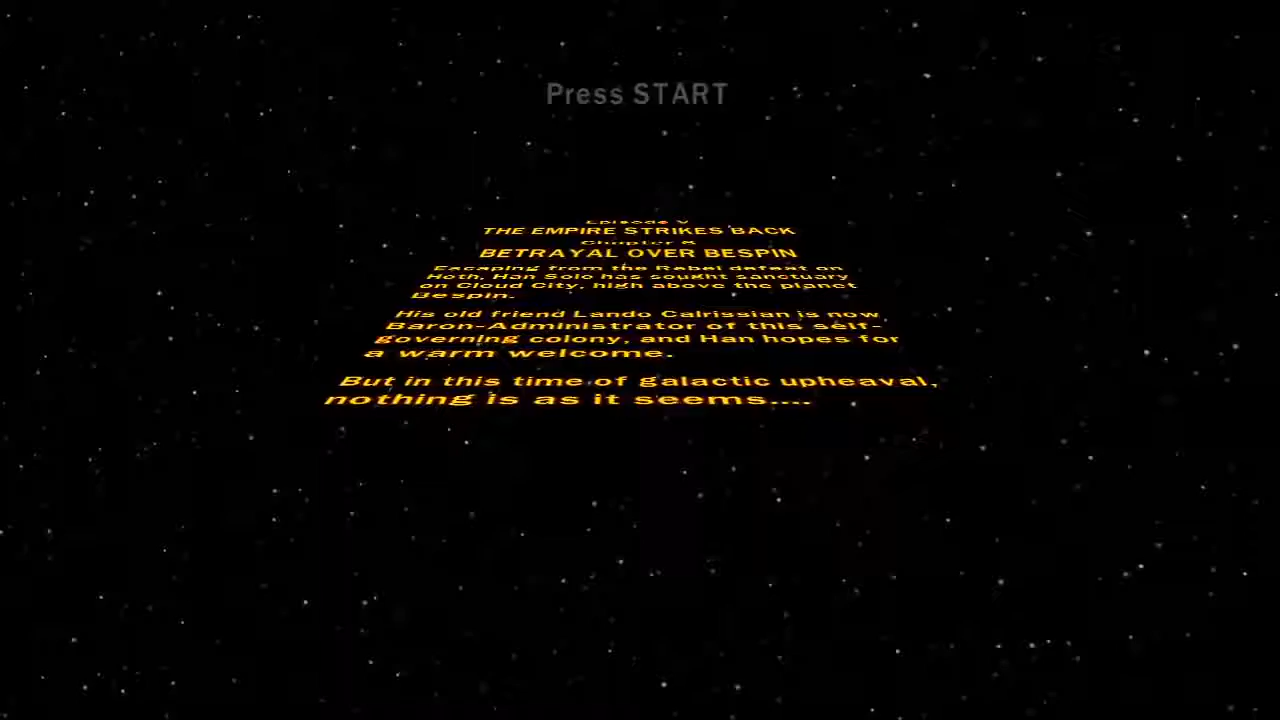 Press START
Episode V
THE EMPIRE STRIKES BACK
Chapter
BETRAYAL OVER BESPIN
Escaping from the Rebel defeat on
Hoth, Han Solo has sought sanctuary
on Cloud City, high above the planet
Bespin.
His old friend Lando Calrissian is now
Baron-Administrator of this self-
governing colony, and Han hopes for
a warm welcome.
But in this time of galactic upheaval,
nothing is as it seems....